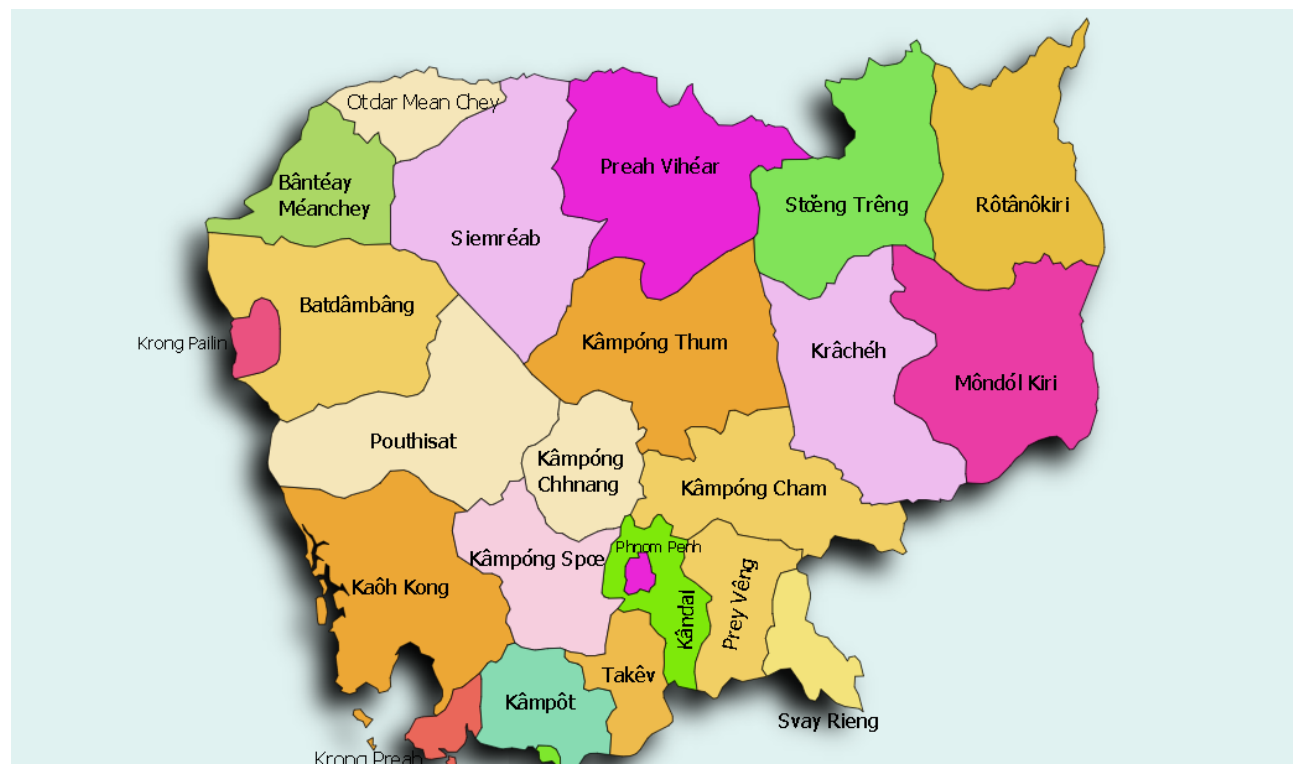 Otdar Mean Chey
Preah Vihéar
Bântéay
Méanchey
Stœ̆ng Trêng
Rôtânôkiri
Siemréab
Batdâmbâng
Krong Pailin
Kâmpóng Thum
Krâchéh
Môndól Kiri
Pouthisat
Kâmpóng
Chhnang
Kâmpóng Cham
Phnom Penh
Kâmpóng Spœ
Kaôh Kong
Kândal
Prey Vêng
Takêv
Kâmpôt
Svay Rieng
Krong Preah